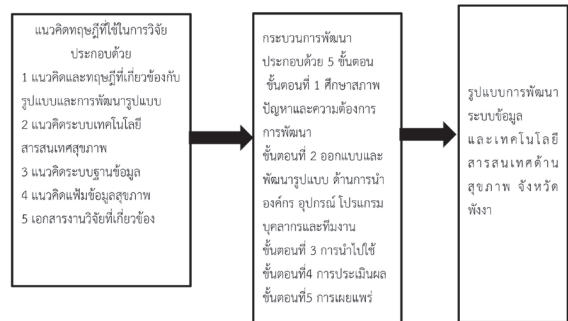 แนวคิดทฤษฎีที่ใช้ในการวิจัย
ประกอบด้วย
1 แนวคิดและทฤษฎีที่เกี่ยวข้องกับ
รูปแบบและการพัฒนารูปแบบ
2 แนวคิดระบบเทคโนโลยี
สารสนเทศสุขภาพ
3 แนวคิดระบบฐานข้อมูล
4 แนวคิดแฟ้มข้อมูลสุขภาพ
5 เอกสารงานวิจัยที่เกี่ยวข้อง
กระบวนการพัฒนา
ประกอบด้วย 5 ขั้นตอน
ขั้นตอนที่ 1 ศึกษาสภาพ
ปัญหาและความต้องการ
การพัฒนา
ขั้นตอนที่ 2 ออกแบบและ
พัฒนารูปแบบ ด้านการนำ
องค์กร อุปกรณ์ โปรแกรม
บุคลากรและทีมงาน
ขั้นตอนที่ 3 การนำไปใช้
ขั้นตอนที่4 การประเมินผล
ขั้นตอนที่5 การเผยแพร่
รูปแบบการพัฒนา
ระบบข้อมูล
และเทคโนโลยี
สารสนเทศด้าน
สุขภาพ จังหวัด
พังงา